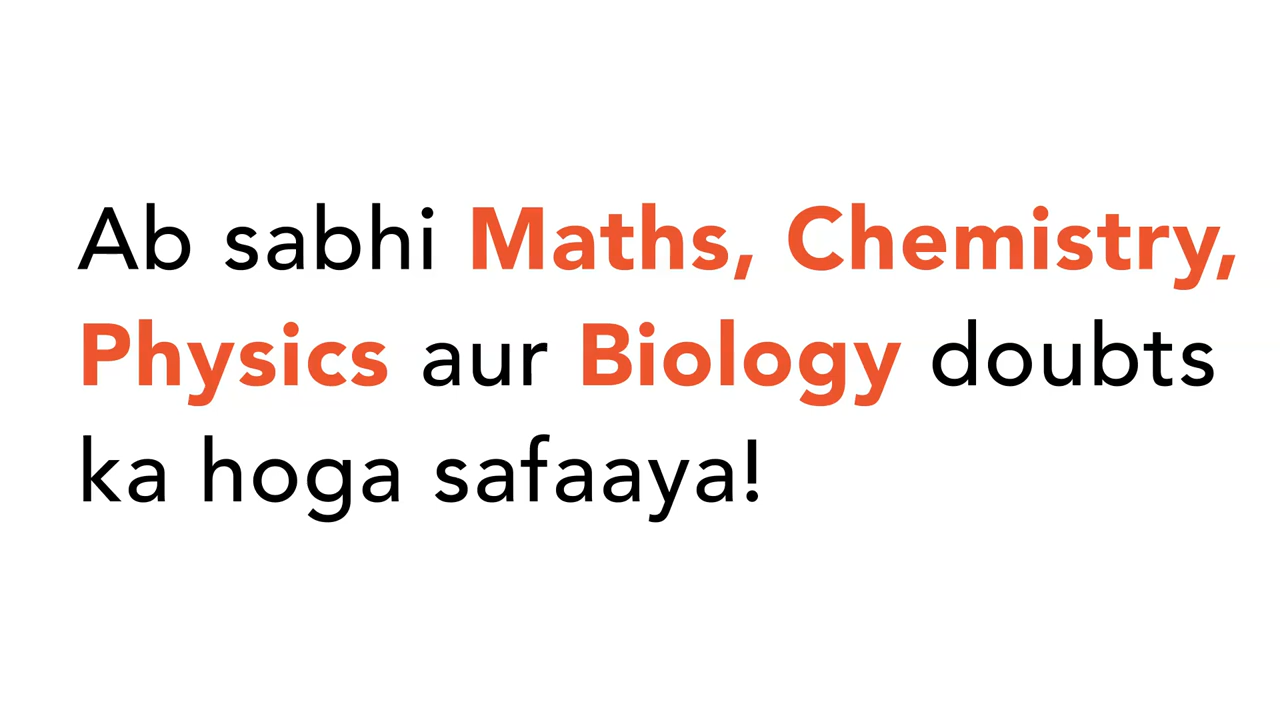 Ab sabhi Maths, Chemistry,
Physics aur Biology doubts
ka hoga safaaya!